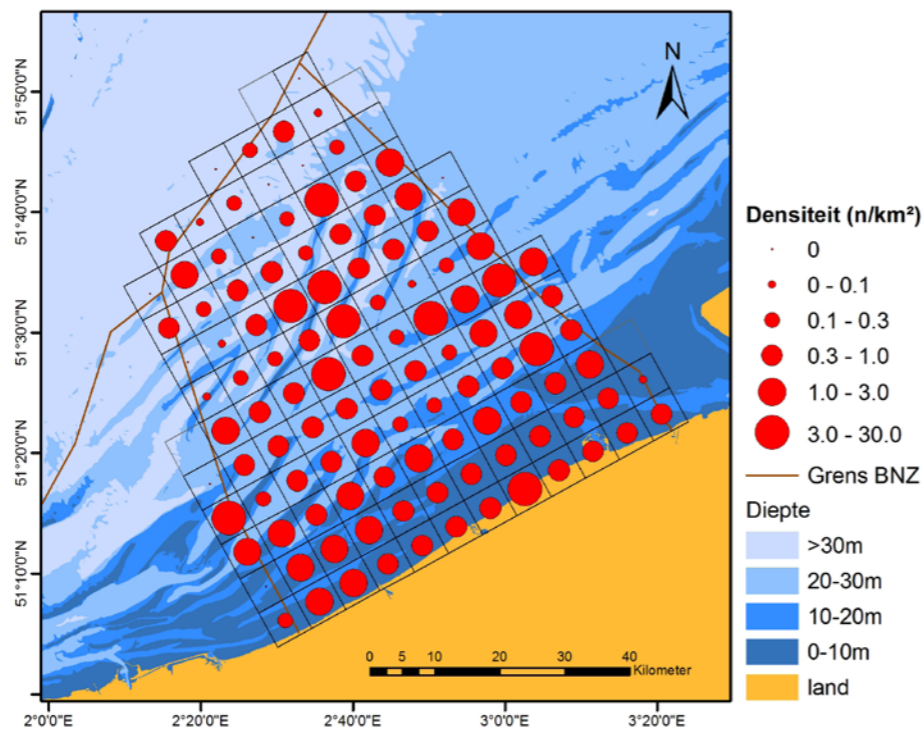 N
51°50'0"N
51°40'0"N
51°30'0"N
51°20'0"N
51°10'0"N
2°0'0"E
2°20'0"E
2°40'0"E
3°0'0"E
3°20'0"E
0 5 10 20 30 40
Kilometer
Densiteit (n/km²)
0
0 - 0.1
0.1 - 0.3
0.3 - 1.0
1.0 - 3.0
3.0 - 30.0
Grens BNZ
Diepte
>30m
20-30m
10-20m
0-10m
land